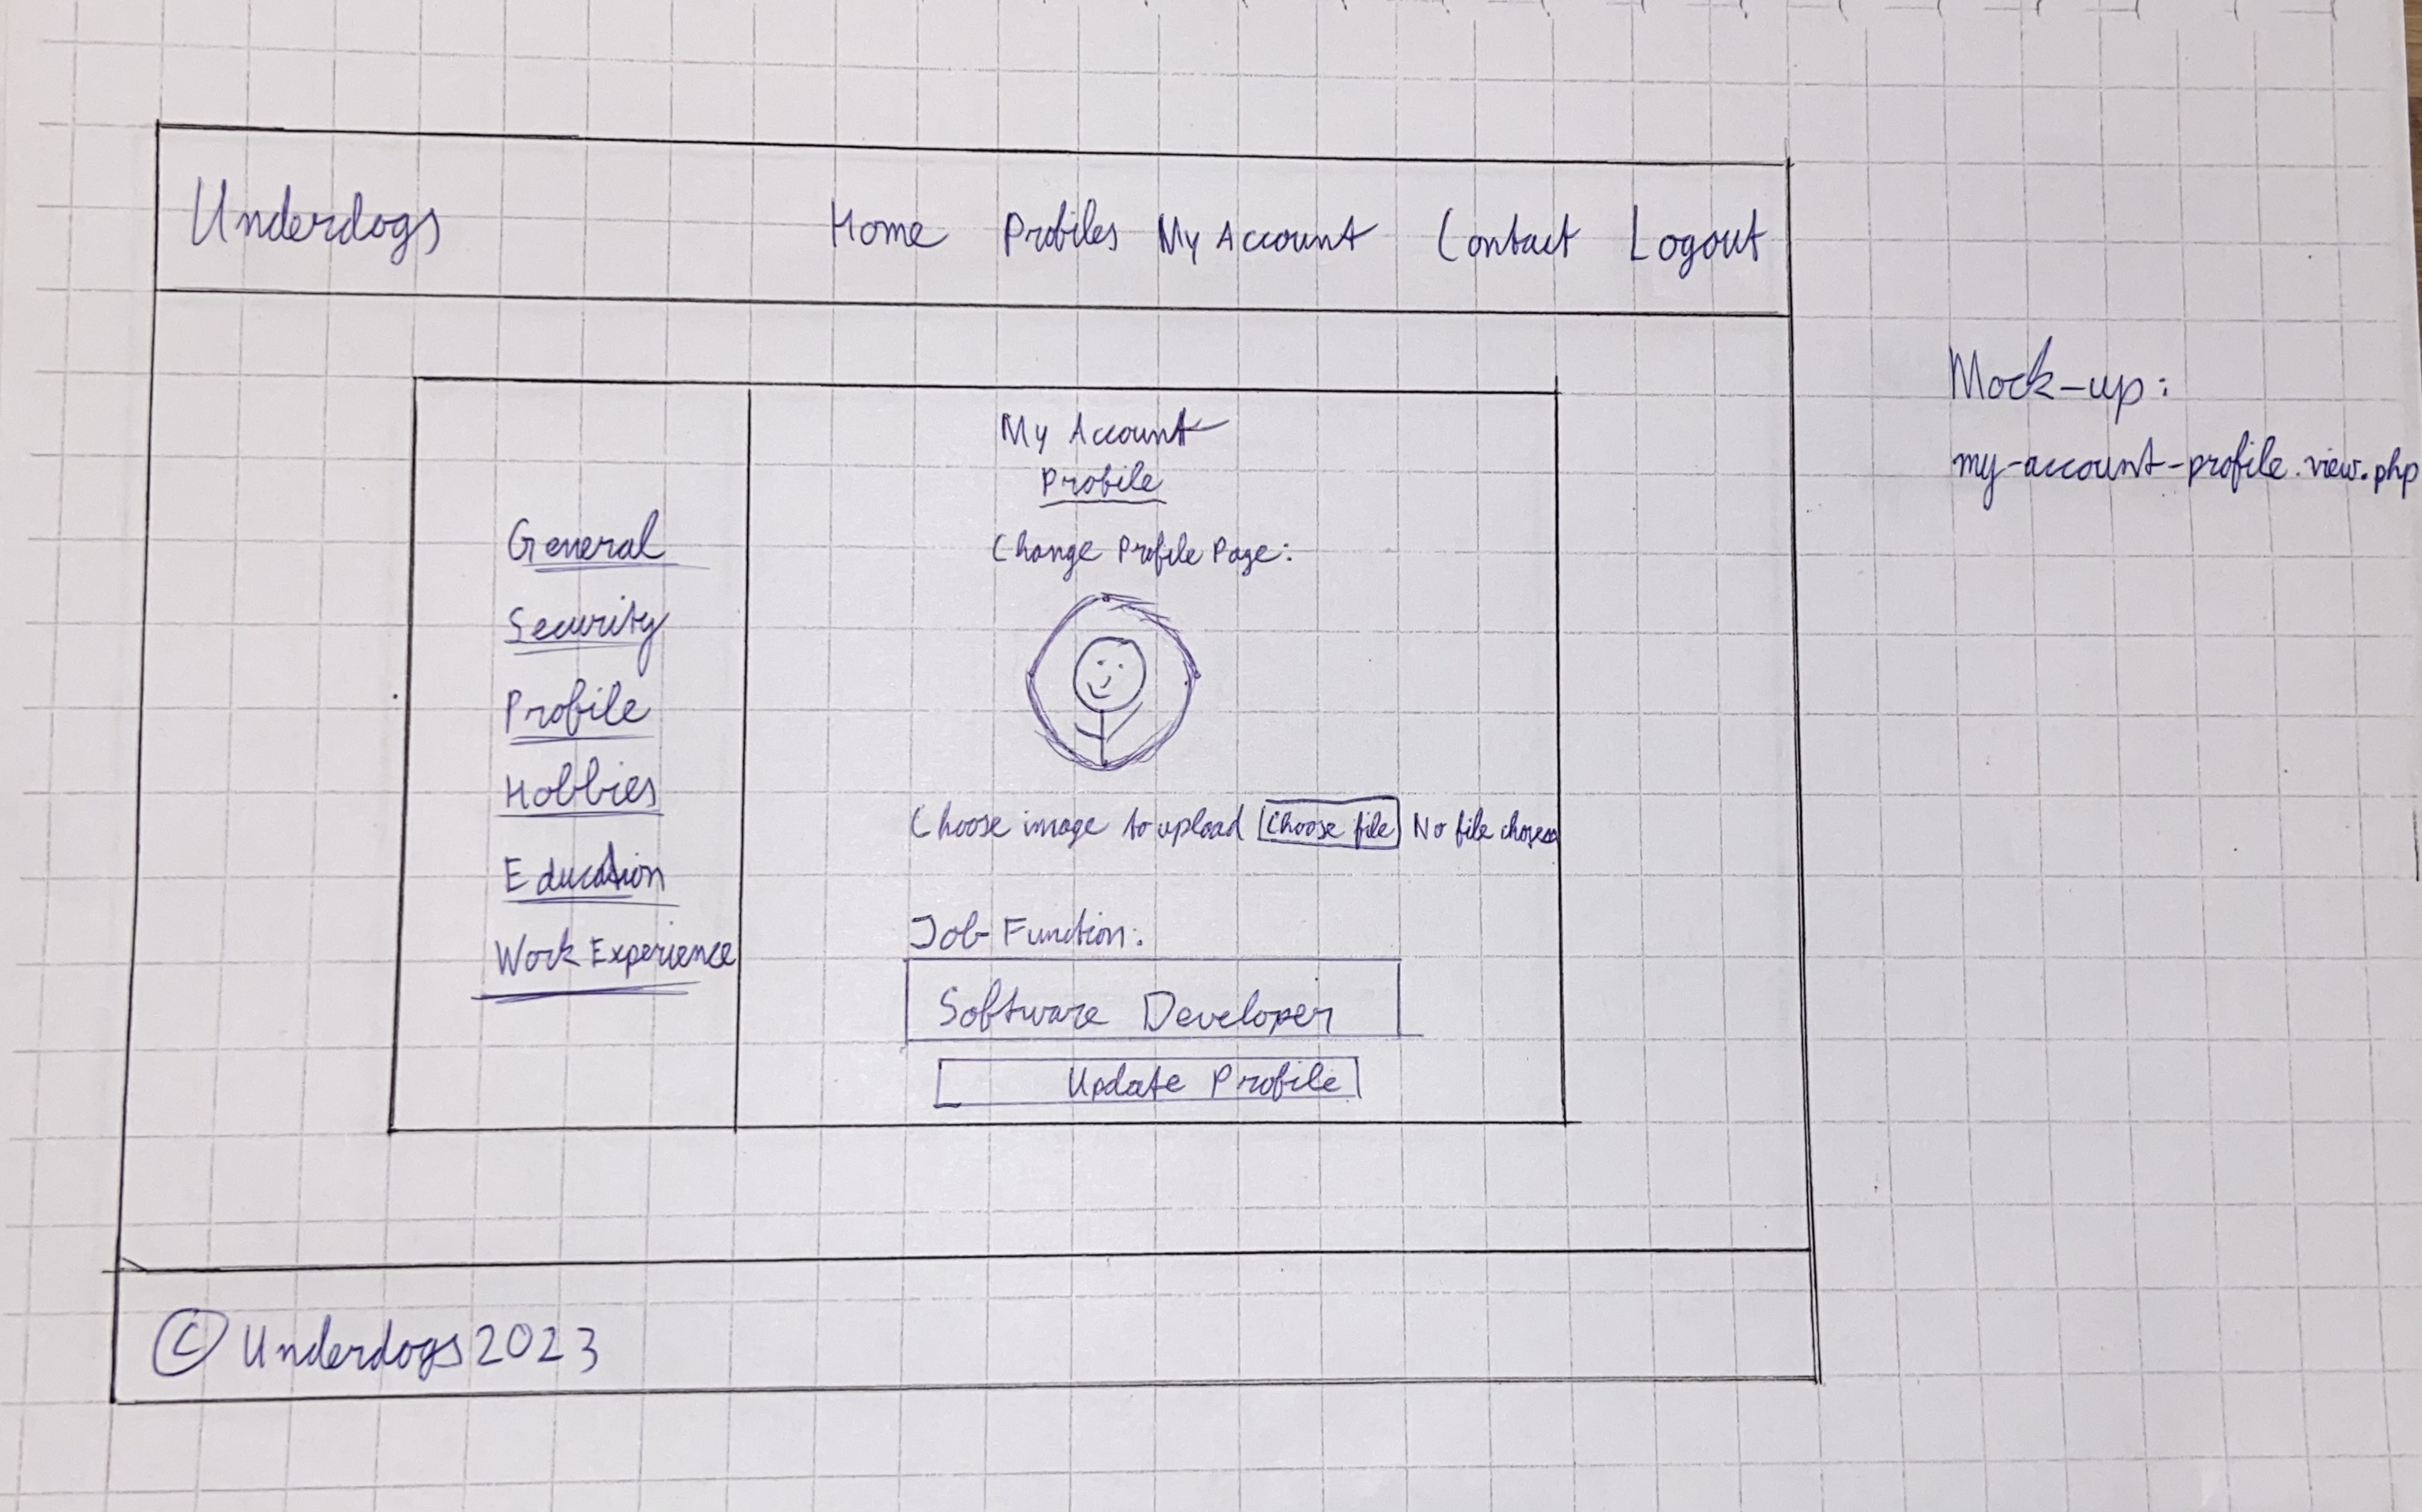 Underdogs Home Profiles My Account Contact Logout
Mock-up:
my-account-profile.view.php
General
Security
Profile
Hobbies
Education
Work Experience
My Account
Profile
Change Profile Page:
Choose image to upload Choose file No file chosen
Job Function:
Software Developer
Update Profile
© Underdogs 2023